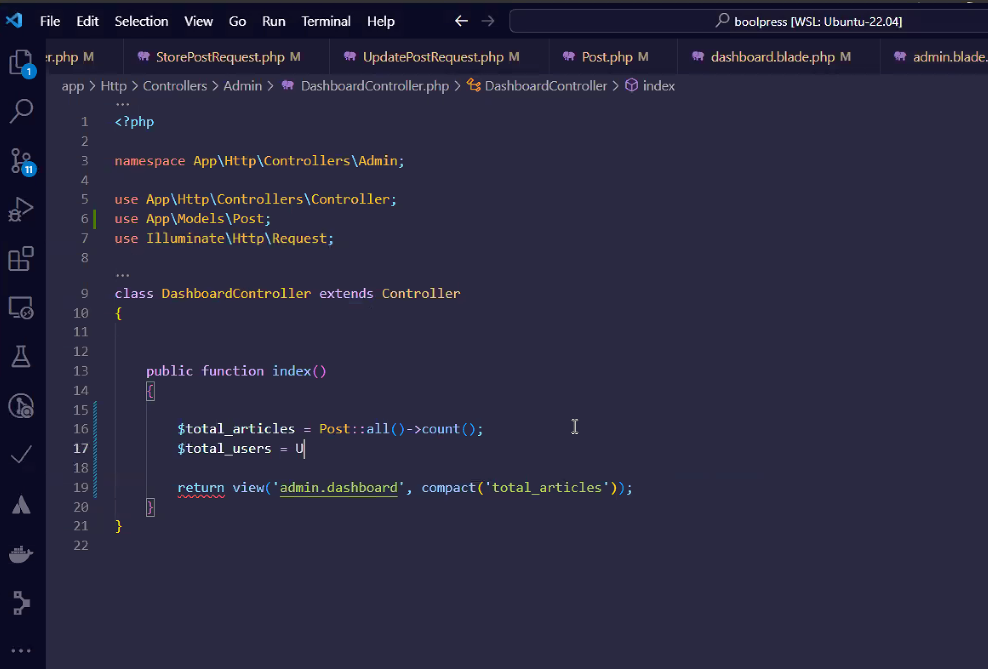 File Edit Selection View Go Run Terminal Help boolpress [WSL: Ubuntu-22.04]
er.php M StorePostRequest.php M UpdatePostRequest.php M Post.php M dashboard.blade.php M admin.blade.
app > Http > Controllers > Admin > DashboardController.php > DashboardController > index
...
1 <?php
2
3 namespace App\Http\Controllers\Admin;
4
5 use App\Http\Controllers\Controller;
6 use App\Models\Post;
7 use Illuminate\Http\Request;
8
...
9 class DashboardController extends Controller
10 {
11
12
13 public function index()
14 {
15
16 $total_articles = Post::all()->count();
17 $total_users = U
18
19 return view('admin.dashboard', compact('total_articles'));
20 }
21 }
22
1
11
...